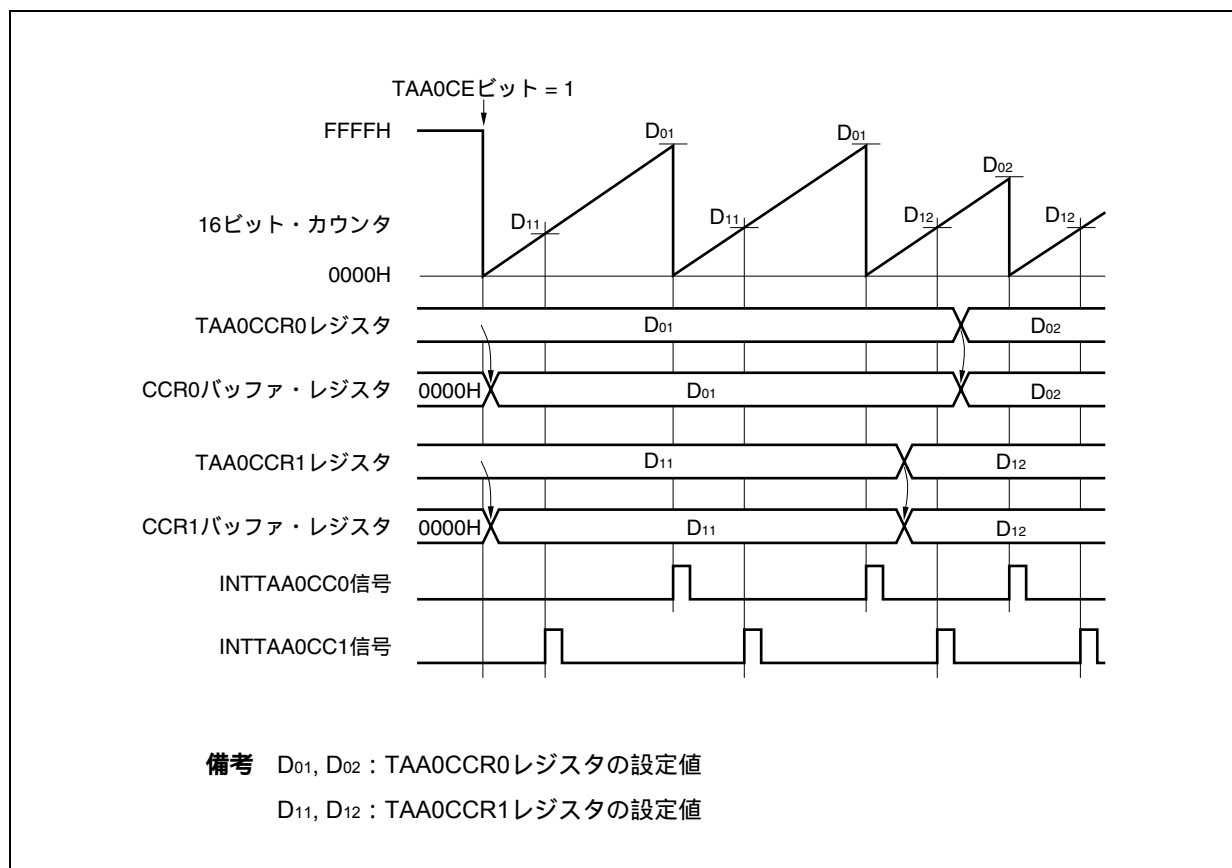 TAA0CEビット = 1
FFFFH
D01
D01
D02
16ビット・カウンタ
D11
D11
D12
D12
0000H
TAA0CCR0レジスタ
D01
D02
CCR0バッファ・レジスタ
0000H
D01
D02
TAA0CCR1レジスタ
D11
D12
CCR1バッファ・レジスタ
0000H
D11
D12
INTTAA0CC0信号
INTTAA0CC1信号
備考 D01, D02：TAA0CCR0レジスタの設定値
D11, D12：TAA0CCR1レジスタの設定値